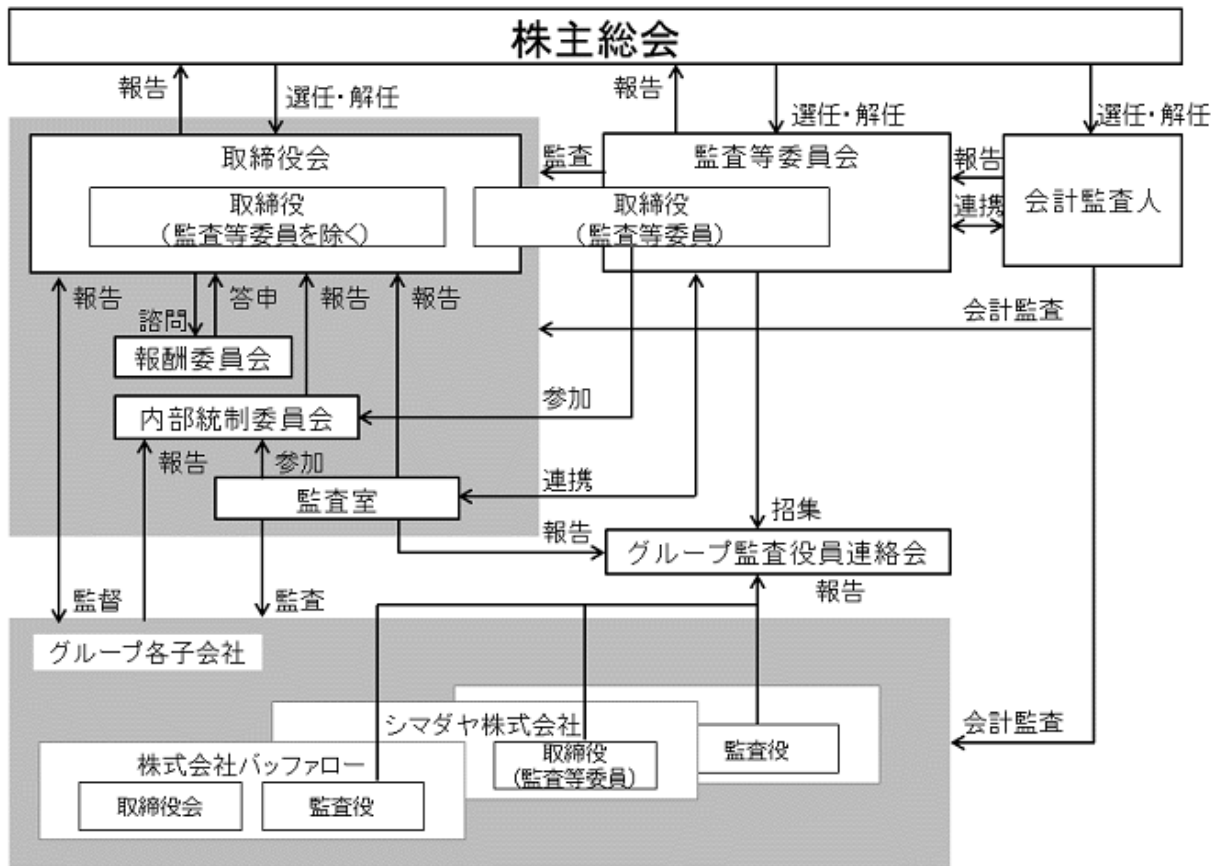 株主総会
報告
選任・解任
報告
選任・解任
選任・解任
取締役会
取締役
(監査等委員を除く)
監査
監査等委員会
取締役
(監査等委員)
報告
連携
会計監査人
報告
諮問
答申
報告
報告
会計監査
報酬委員会
内部統制委員会
参加
報告
参加
監査室
連携
報告
招集
グループ監査役員連絡会
報告
監督
監査
グループ各子会社
シマダヤ株式会社
取締役
(監査等委員)
監査役
会計監査
株式会社バッファロー
取締役会
監査役